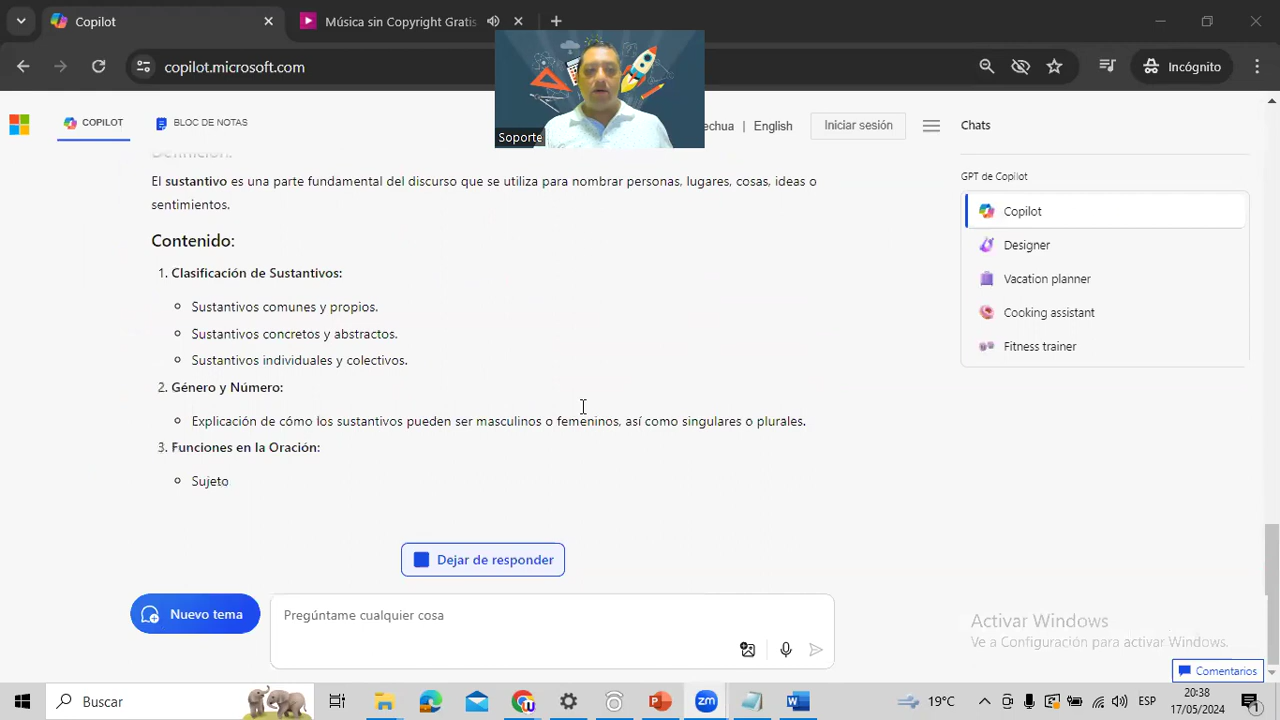 Copilot
Música sin Copyright Gratis
copilot.microsoft.com
Incógnito
Soporte
COPILOT
BLOC DE NOTAS
echua | English
Iniciar sesión
Chats
Definición:
El sustantivo es una parte fundamental del discurso que se utiliza para nombrar personas, lugares, cosas, ideas o
sentimientos.
Contenido:
1. Clasificación de Sustantivos:
Sustantivos comunes y propios.
Sustantivos concretos y abstractos.
Sustantivos individuales y colectivos.
2. Género y Número:
Explicación de cómo los sustantivos pueden ser masculinos o femeninos, así como singulares o plurales.
3. Funciones en la Oración:
Sujeto
Dejar de responder
Nuevo tema
Pregúntame cualquier cosa
GPT de Copilot
Copilot
Designer
Vacation planner
Cooking assistant
Fitness trainer
Activar Windows
Ve a Configuración para activar Windows.
Comentarios
Buscar
zm
19°C
ESP
20:38
17/05/2024
1